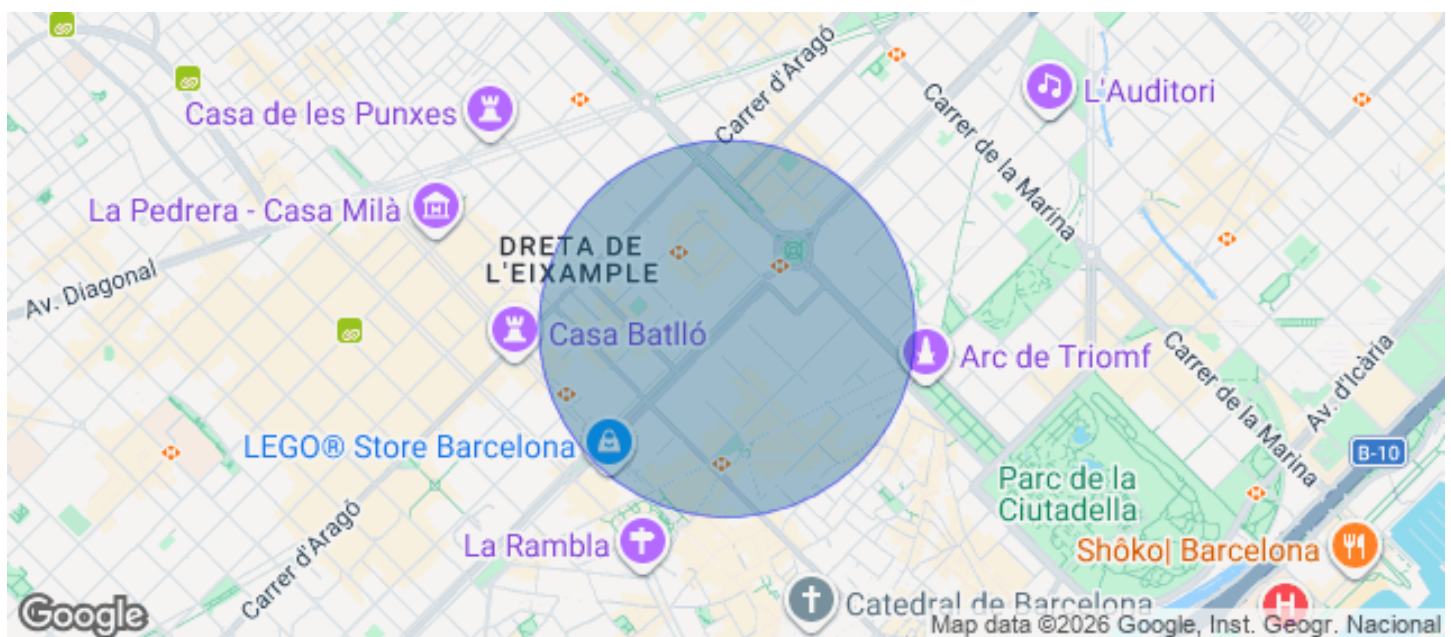 Carrer d'Aragó
L'Auditori
Casa de les Punxes
Carrer de la Marina
La Pedrera - Casa Milà
DRETA DE
L'EIXAMPLE
Av. Diagonal
Casa Batlló
Arc de Triomf
Av. d'Icària
Carrer de la Marina
LEGO® Store Barcelona
B-10
Parc de la
Ciutadella
Carrer d'Aragó
La Rambla
Shôko| Barcelona
Catedral de Barcelona
H
Google
Map data ©2026 Google, Inst. Geogr. Nacional